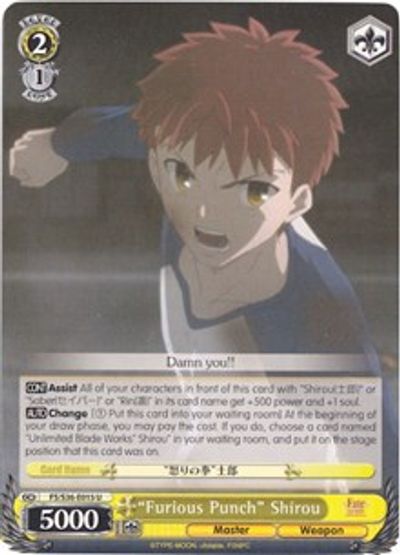 LEVEL
2
1
COST
Damn you!!
CONT Assist All of your characters in front of this card with "Shirou(士郎)" or
"Saber(セイバー)" or "Rin(凛)" in its card name get +500 power and +1 soul.
AUTO Change [① Put this card into your waiting room] At the beginning of
your draw phase, you may pay the cost. If so, choose a card named
"Unlimited Blade Works" Shirou" in your waiting room, and put it on the stage
position that this card was on.
Card Name "怒りの拳"士郎
FS/S36-E015 U
5000
"Furious Punch" Shirou
Fate
Master
Weapon
©TYPE-MOON, ufotable, FSNPC